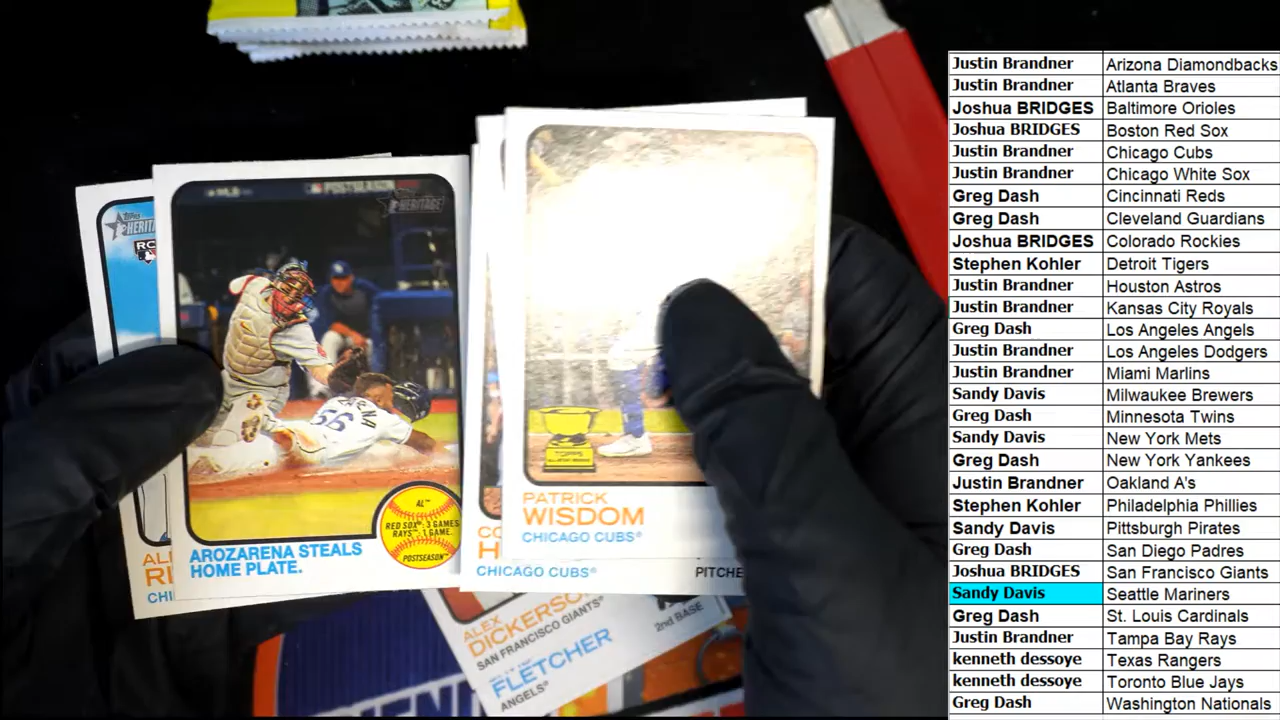 POSTSEASON
HERITAGE
TOPPS
HERITAGE
RC
AL
RED SOX: 3 GAMES
RAYS: 1 GAME.
POSTSEASON
AROZARENA STEALS
HOME PLATE.
66
TOPPS
PATRICK
WISDOM
CHICAGO CUBS
CHICAGO CUBS
PITCHE
ALEX
DICKERSON
SAN FRANCISCO GIANTS
2nd BASE
FLETCHER
ANGELS
Justin Brandner Arizona Diamondbacks
Justin Brandner Atlanta Braves
Joshua BRIDGES Baltimore Orioles
Joshua BRIDGES Boston Red Sox
Justin Brandner Chicago Cubs
Justin Brandner Chicago White Sox
Greg Dash Cincinnati Reds
Greg Dash Cleveland Guardians
Joshua BRIDGES Colorado Rockies
Stephen Kohler Detroit Tigers
Justin Brandner Houston Astros
Justin Brandner Kansas City Royals
Greg Dash Los Angeles Angels
Justin Brandner Los Angeles Dodgers
Justin Brandner Miami Marlins
Sandy Davis Milwaukee Brewers
Greg Dash Minnesota Twins
Sandy Davis New York Mets
Greg Dash New York Yankees
Justin Brandner Oakland A's
Stephen Kohler Philadelphia Phillies
Sandy Davis Pittsburgh Pirates
Greg Dash San Diego Padres
Joshua BRIDGES San Francisco Giants
Sandy Davis Seattle Mariners
Greg Dash St. Louis Cardinals
Justin Brandner Tampa Bay Rays
kenneth dessoye Texas Rangers
kenneth dessoye Toronto Blue Jays
Greg Dash Washington Nationals